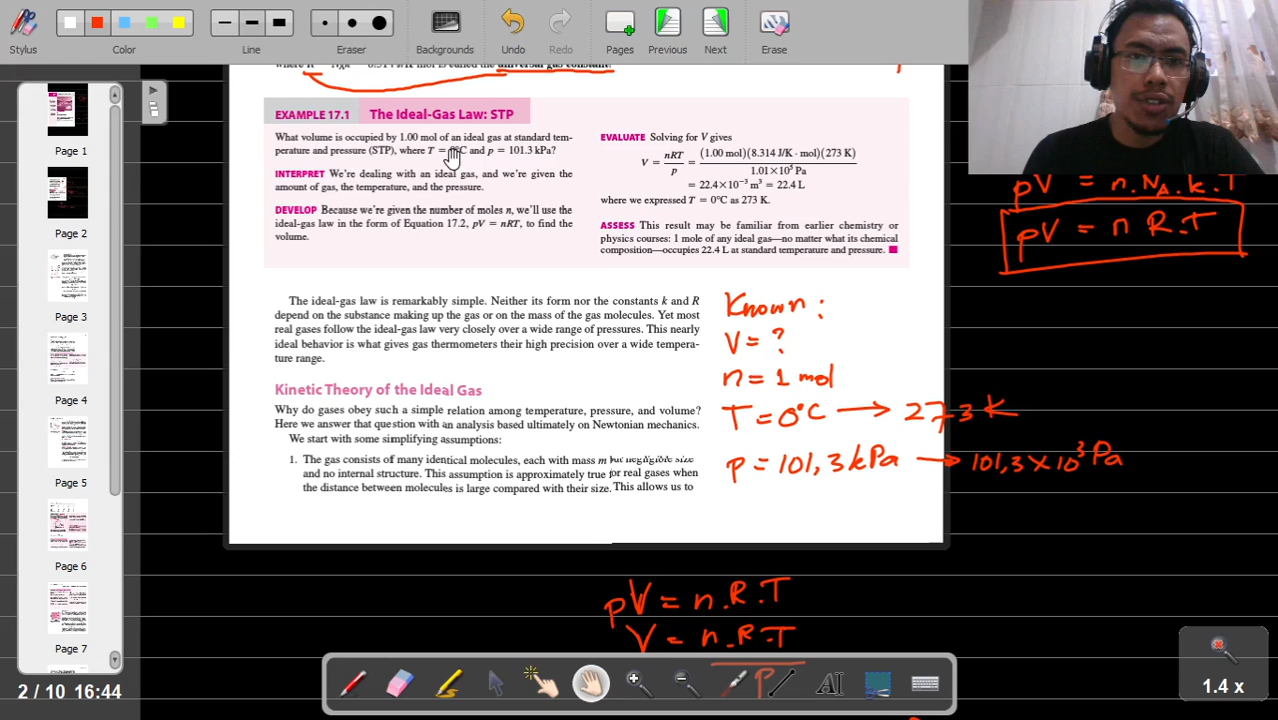 Stylus
Color
Line
Eraser
Backgrounds
Undo
Redo
Pages
Previous
Next
Erase
Page 1
Page 2
Page 3
Page 4
Page 5
Page 6
Page 7
2 / 10 16:44
universal gas constant.
EXAMPLE 17.1 The Ideal-Gas Law: STP
What volume is occupied by 1.00 mol of an ideal gas at standard tem-
perature and pressure (STP), where T = and p = 101.3 kPa?
INTERPRET We're dealing with an ideal gas, and we're given the
amount of gas, the temperature, and the pressure.
DEVELOP Because we're given the number of moles n, we'll use the
ideal-gas law in the form of Equation 17.2, pV = nRT, to find the
volume.
EVALUATE Solving for V gives
V = nRT/p = (1.00 mol)(8.314 J/K · mol)(273 K)/1.01×10⁵ Pa
= 22.4×10⁻³ m³ = 22.4 L
where we expressed T = 0°C as 273 K.
ASSESS This result may be familiar from earlier chemistry or
physics courses: 1 mole of any ideal gas—no matter what its chemical
composition—occupies 22.4 L at standard temperature and pressure.
pV = n.N_A.k.T
pV = n R.T
The ideal-gas law is remarkably simple. Neither its form nor the constants k and R
depend on the substance making up the gas or on the mass of the gas molecules. Yet most
real gases follow the ideal-gas law very closely over a wide range of pressures. This nearly
ideal behavior is what gives gas thermometers their high precision over a wide tempera-
ture range.
Kinetic Theory of the Ideal Gas
Why do gases obey such a simple relation among temperature, pressure, and volume?
Here we answer that question with an analysis based ultimately on Newtonian mechanics.
We start with some simplifying assumptions:
1. The gas consists of many identical molecules, each with mass m but negligible size
and no internal structure. This assumption is approximately true for real gases when
the distance between molecules is large compared with their size. This allows us to
Known :
V = ?
n = 1 mol
T = 0°C → 273 K
p = 101,3 kPa → 101,3 x 10³ Pa
pV = n.R.T
V = n.R.T
P
1.4 x